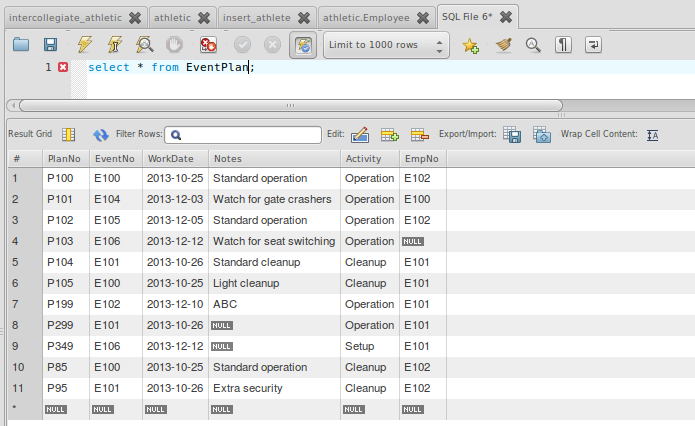 intercollegiate_athletic athletic insert_athlete athletic.Employee SQL File 6*
Limit to 1000 rows
1 select * from EventPlan;
Result Grid Filter Rows: Edit: Export/Import: Wrap Cell Content:
# PlanNo EventNo WorkDate Notes Activity EmpNo
1 P100 E100 2013-10-25 Standard operation Operation E102
2 P101 E104 2013-12-03 Watch for gate crashers Operation E100
3 P102 E105 2013-12-05 Standard operation Operation E102
4 P103 E106 2013-12-12 Watch for seat switching Operation NULL
5 P104 E101 2013-10-26 Standard cleanup Cleanup E101
6 P105 E100 2013-10-25 Light cleanup Cleanup E101
7 P199 E102 2013-12-10 ABC Operation E101
8 P299 E101 2013-10-26 NULL Operation E101
9 P349 E106 2013-12-12 NULL Setup E101
10 P85 E100 2013-10-25 Standard operation Cleanup E102
11 P95 E101 2013-10-26 Extra security Cleanup E102
* NULL NULL NULL NULL NULL NULL